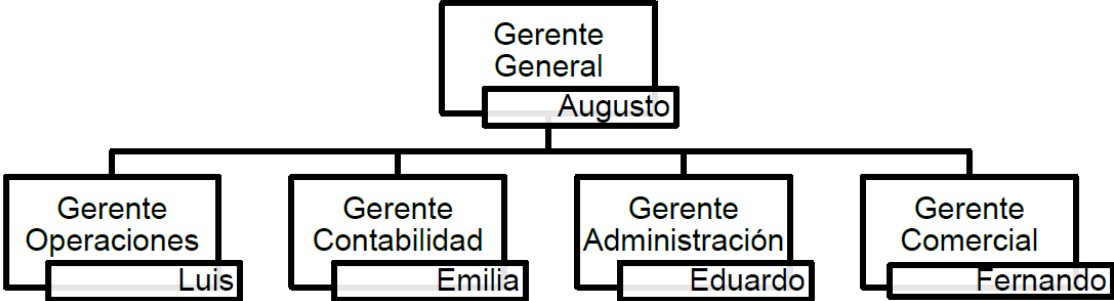 Gerente
General
Augusto
Gerente
Operaciones
Luis
Gerente
Contabilidad
Emilia
Gerente
Administración
Eduardo
Gerente
Comercial
Fernando